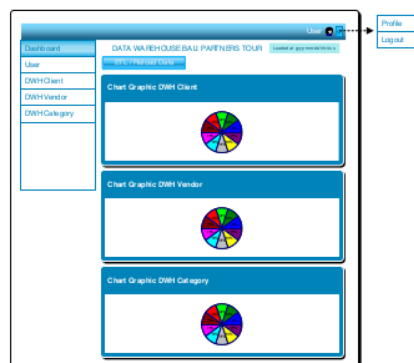 User
Profile
Logout
Dashboard
DATA WAREHOUSE BALI PARTNERS TOUR
User
ETL / Reload Data
DWH Client
DWH Vendor
DWH Category
Chart Graphic DWH Client
Chart Graphic DWH Vendor
Chart Graphic DWH Category